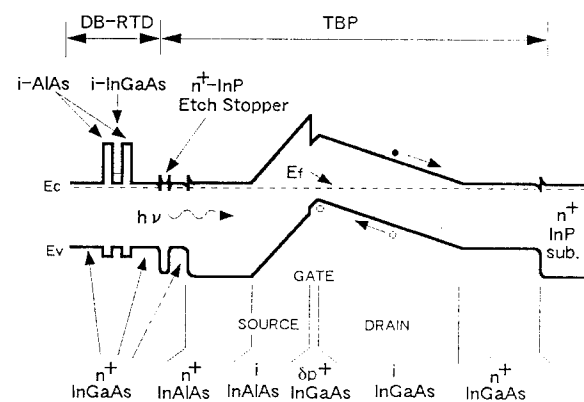 DB-RTD TBP
i-AlAs i-InGaAs n⁺-InP
Etch Stopper
Ec Ef
hν n⁺
InP
sub.
Ev
GATE
SOURCE DRAIN
n⁺ n⁺ i δp⁺ i n⁺
InGaAs InAlAs InAlAs InGaAs InGaAs InGaAs